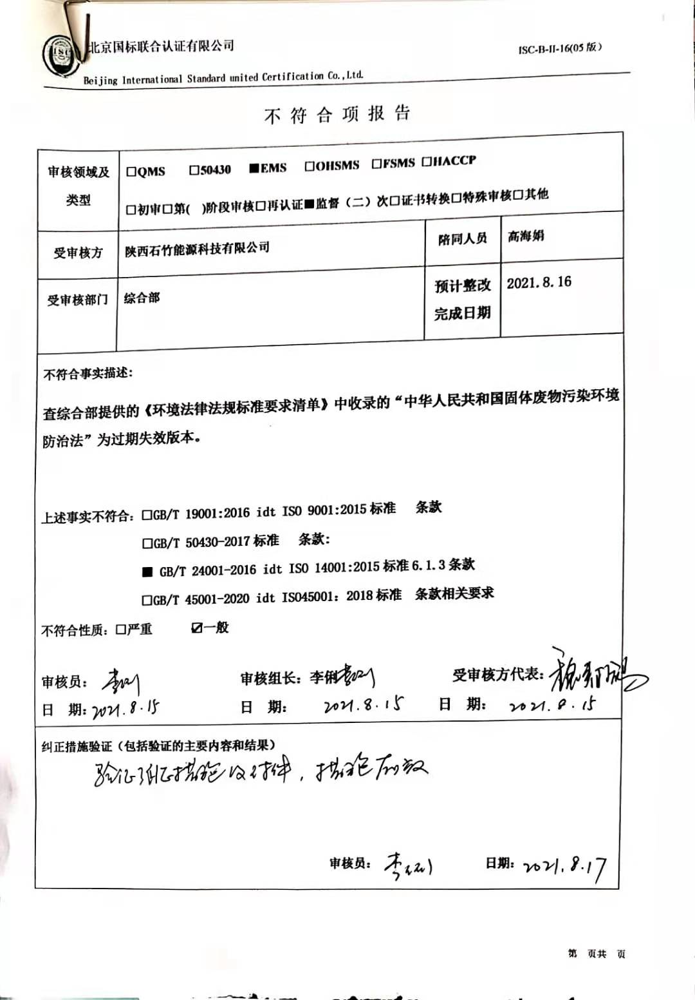 ISC
北京国标联合认证有限公司
ISC-B-II-16(05 版)
Beijing International Standard united Certification Co.,Ltd.
不符合项报告
审核领域及类型
□QMS □50430 ■EMS □OHSMS □FSMS □HACCP
□初审□第( )阶段审核□再认证■监督（二）次□证书转换□特殊审核□其他
受审核方 陕西石竹能源科技有限公司 陪同人员 高海娟
受审核部门 综合部 预计整改完成日期 2021.8.16
不符合事实描述:
查综合部提供的《环境法律法规标准要求清单》中收录的“中华人民共和国固体废物污染环境
防治法”为过期失效版本。
上述事实不符合: □GB/T 19001:2016 idt ISO 9001:2015 标准 条款
□GB/T 50430-2017 标准 条款:
■ GB/T 24001-2016 idt ISO 14001:2015 标准 6.1.3 条款
□GB/T 45001-2020 idt ISO45001: 2018 标准 条款相关要求
不符合性质: □严重 ☑一般
审核员: 审核组长: 李俐 受审核方代表:
日 期: 2021.8.15 日 期: 2021.8.15 日 期: 2021.8.15
纠正措施验证（包括验证的主要内容和结果）
验证了纠正措施及附件，措施有效
审核员: 日期: 2021.8.17
第 页共 页